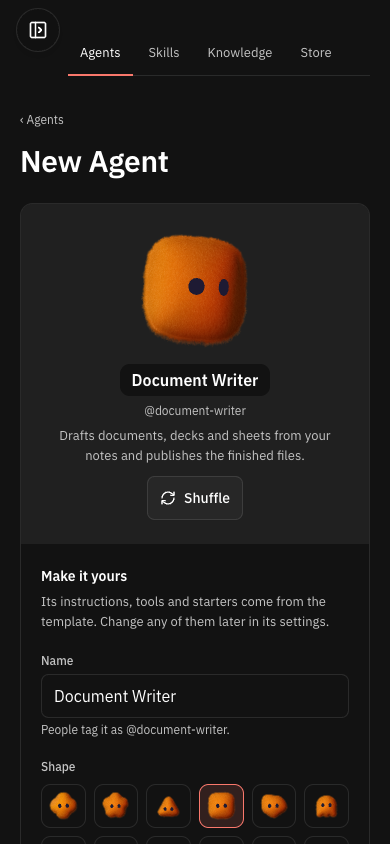 Agents Skills Knowledge Store
‹ Agents
New Agent
Document Writer
@document-writer
Drafts documents, decks and sheets from your
notes and publishes the finished files.
Shuffle
Make it yours
Its instructions, tools and starters come from the
template. Change any of them later in its settings.
Name
Document Writer
People tag it as @document-writer.
Shape